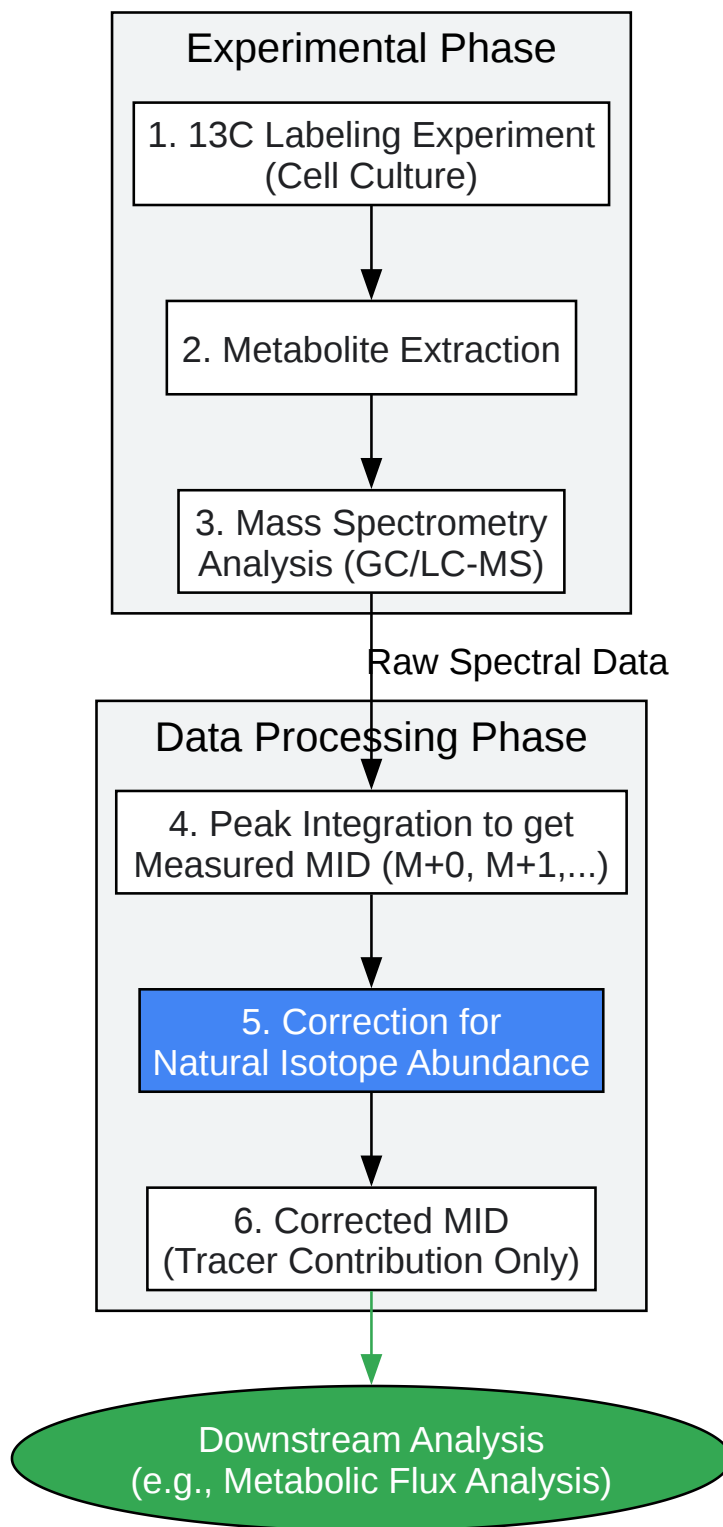 Experimental Phase
1. 13C Labeling Experiment
(Cell Culture)
2. Metabolite Extraction
3. Mass Spectrometry
Analysis (GC/LC-MS)
Raw Spectral Data
Data Processing Phase
4. Peak Integration to get
Measured MID (M+0, M+1,...)
5. Correction for
Natural Isotope Abundance
6. Corrected MID
(Tracer Contribution Only)
Downstream Analysis
(e.g., Metabolic Flux Analysis)